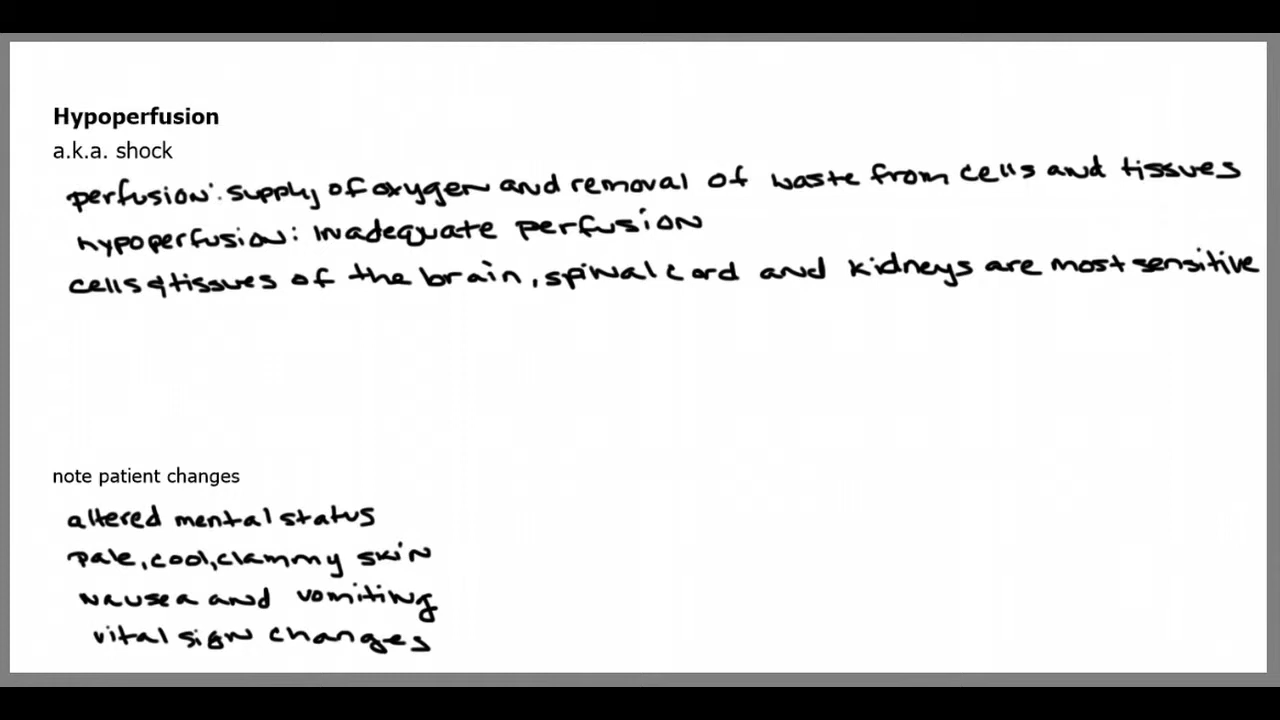 Hypoperfusion
a.k.a. shock
perfusion: supply of oxygen and removal of waste from cells and tissues
hypoperfusion: inadequate perfusion
cells & tissues of the brain, spinal cord and kidneys are most sensitive
note patient changes
altered mental status
pale, cool, clammy skin
nausea and vomiting
vital sign changes